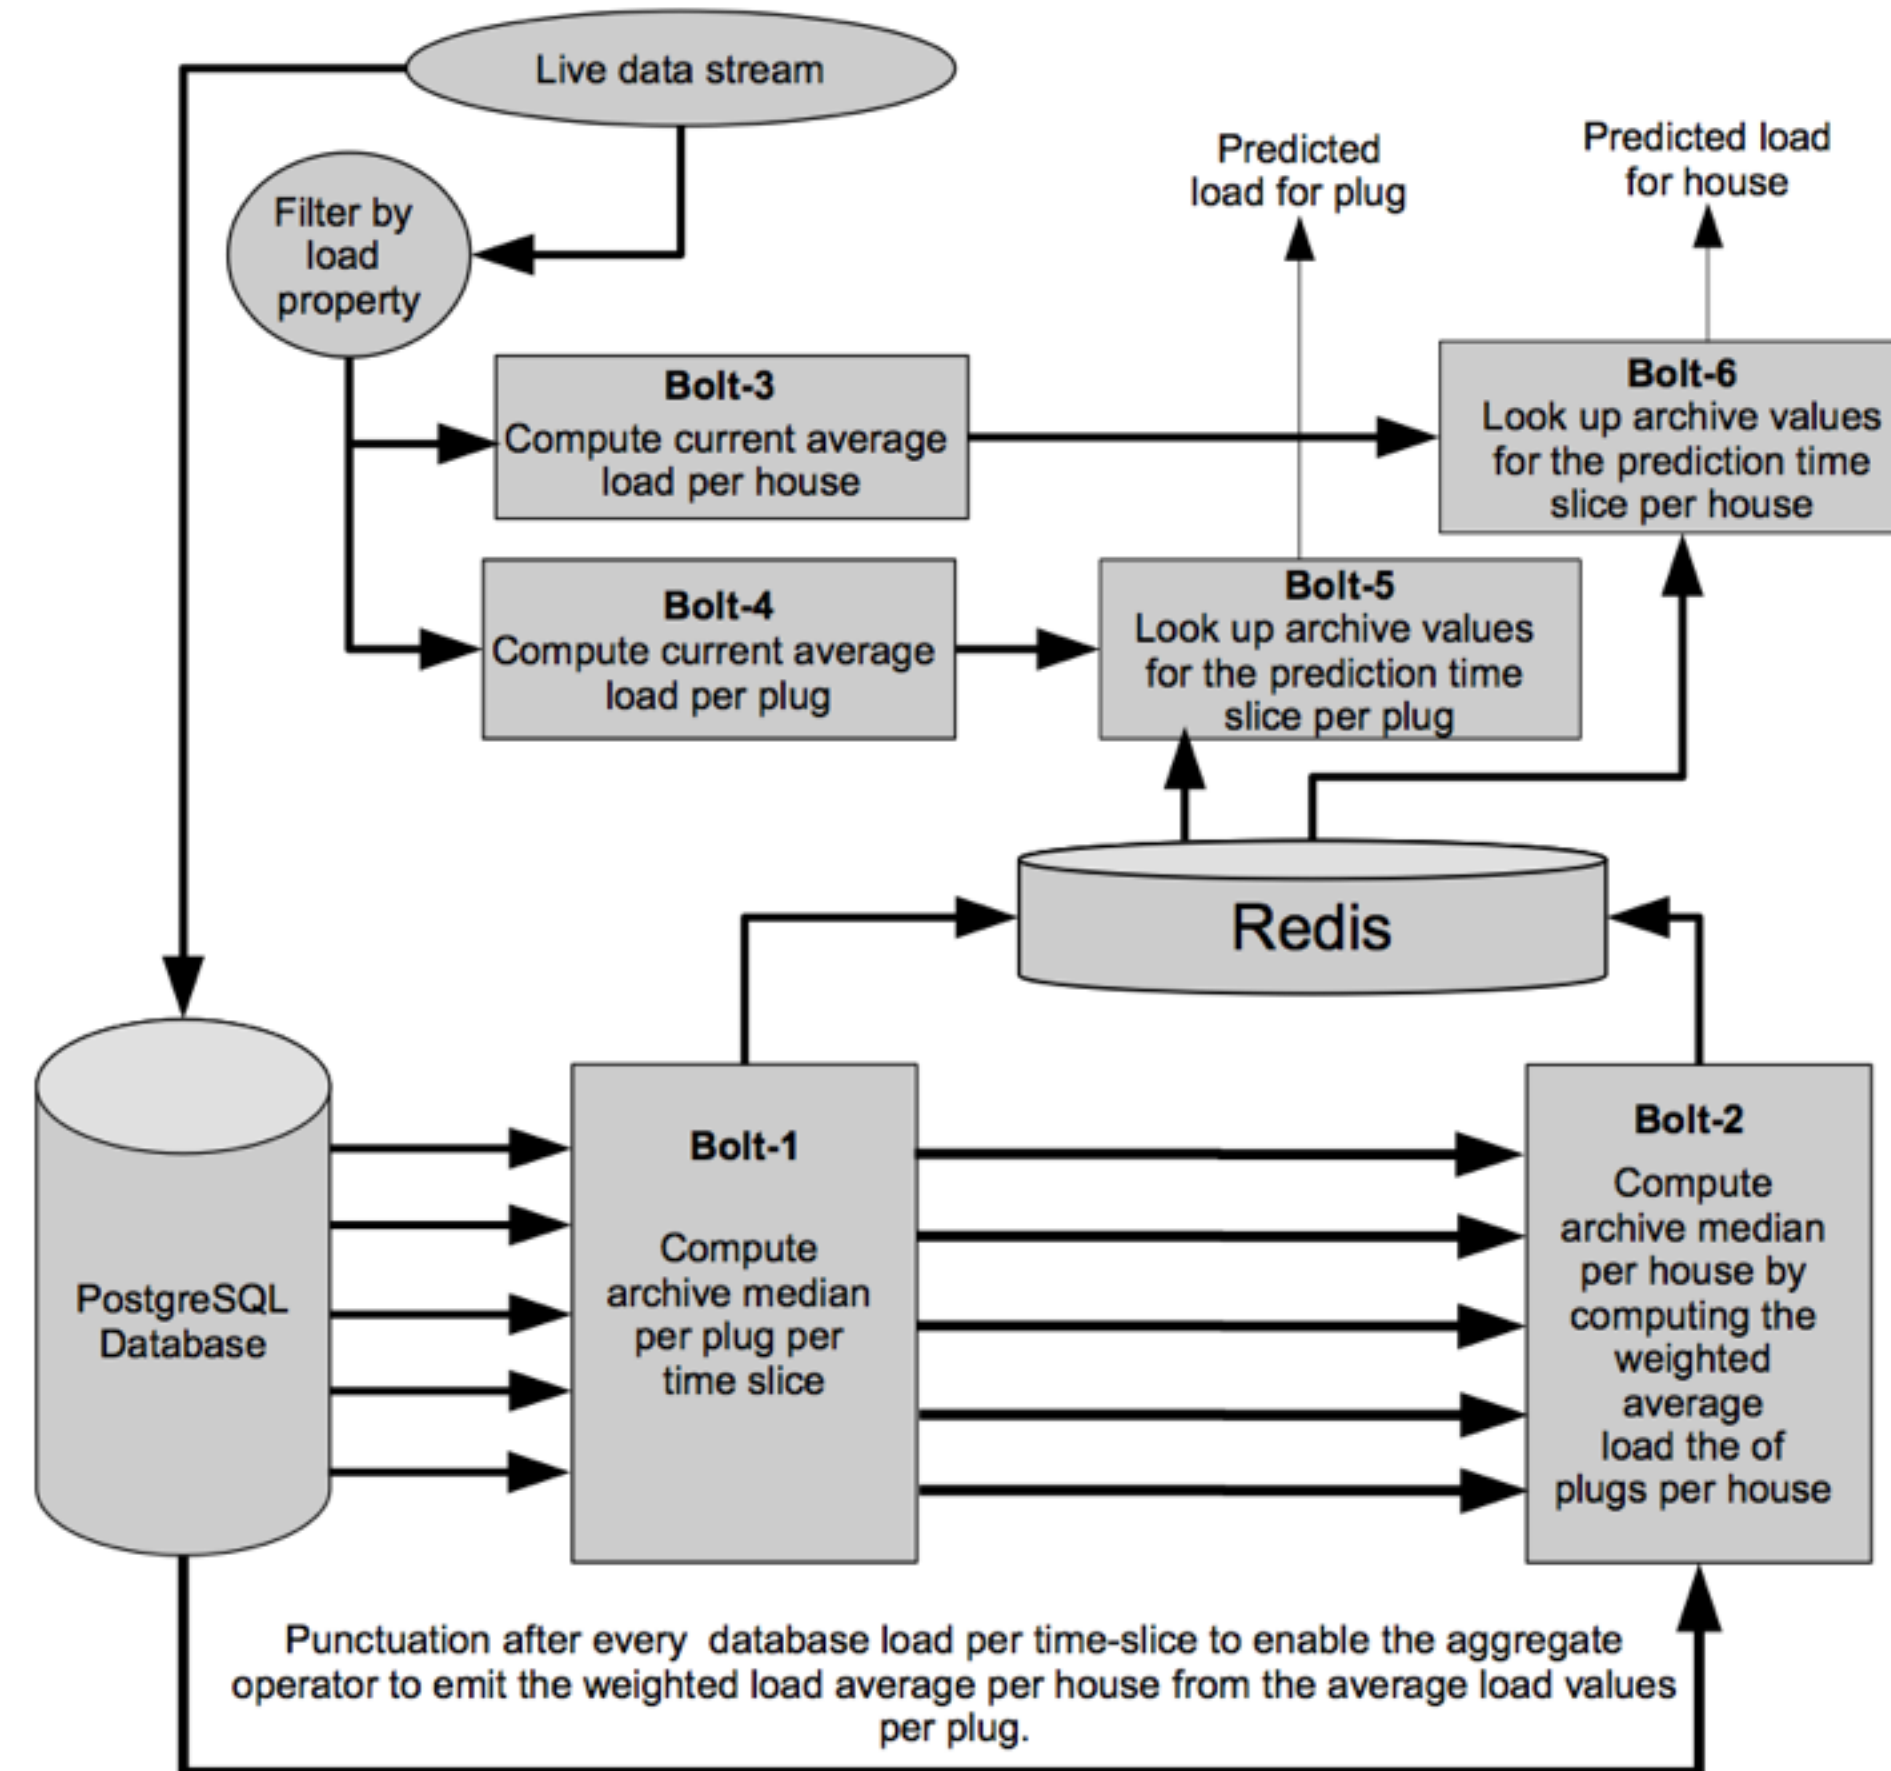 Live data stream
Filter by
load
property
Predicted
load for plug
Predicted load
for house
Bolt-3
Compute current average
load per house
Bolt-6
Look up archive values
for the prediction time
slice per house
Bolt-4
Compute current average
load per plug
Bolt-5
Look up archive values
for the prediction time
slice per plug
Redis
PostgreSQL
Database
Bolt-1
Compute
archive median
per plug per
time slice
Bolt-2
Compute
archive median
per house by
computing the
weighted
average
load the of
plugs per house
Punctuation after every database load per time-slice to enable the aggregate
operator to emit the weighted load average per house from the average load values
per plug.